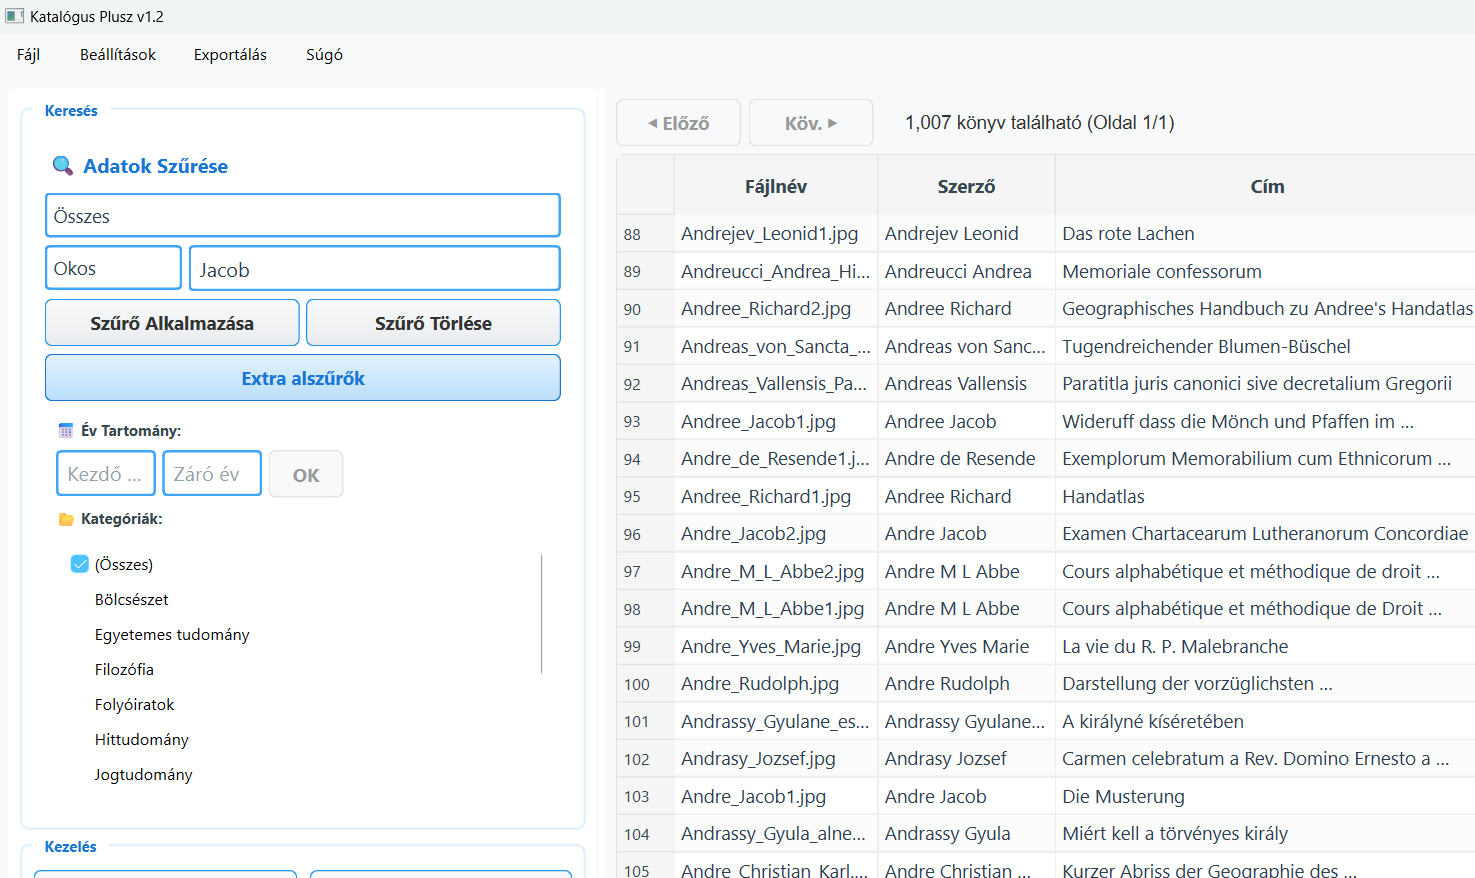 Katalógus Plusz v1.2
Fájl Beállítások Exportálás Súgó
Keresés
Adatok Szűrése
Összes
Okos Jacob
Szűrő Alkalmazása Szűrő Törlése
Extra alszűrők
Év Tartomány:
Kezdő ... Záró év OK
Kategóriák:
(Összes)
Bölcsészet
Egyetemes tudomány
Filozófia
Folyóiratok
Hittudomány
Jogtudomány
Kezelés
Előző Köv. 1,007 könyv található (Oldal 1/1)
Fájlnév Szerző Cím
88 Andrejev_Leonid1.jpg Andrejev Leonid Das rote Lachen
89 Andreucci_Andrea_Hi... Andreucci Andrea Memoriale confessorum
90 Andree_Richard2.jpg Andree Richard Geographisches Handbuch zu Andree's Handatlas
91 Andreas_von_Sancta_... Andreas von Sanc... Tugendreichender Blumen-Büschel
92 Andreas_Vallensis_Pa... Andreas Vallensis Paratitla juris canonici sive decretalium Gregorii
93 Andree_Jacob1.jpg Andree Jacob Wideruff dass die Mönch und Pfaffen im ...
94 Andre_de_Resende1.j... Andre de Resende Exemplorum Memorabilium cum Ethnicorum ...
95 Andree_Richard1.jpg Andree Richard Handatlas
96 Andre_Jacob2.jpg Andre Jacob Examen Chartacearum Lutheranorum Concordiae
97 Andre_M_L_Abbe2.jpg Andre M L Abbe Cours alphabétique et méthodique de droit ...
98 Andre_M_L_Abbe1.jpg Andre M L Abbe Cours alphabétique et méthodique de Droit ...
99 Andre_Yves_Marie.jpg Andre Yves Marie La vie du R. P. Malebranche
100 Andre_Rudolph.jpg Andre Rudolph Darstellung der vorzüglichsten ...
101 Andrassy_Gyulane_es... Andrassy Gyulane... A királyné kíséretében
102 Andrasy_Jozsef.jpg Andrasy Jozsef Carmen celebratum a Rev. Domino Ernesto a ...
103 Andre_Jacob1.jpg Andre Jacob Die Musterung
104 Andrassy_Gyula_alne... Andrassy Gyula Miért kell a törvényes király
105 Andre_Christian_Karl.... Andre Christian ... Kurzer Abriss der Geographie des ...